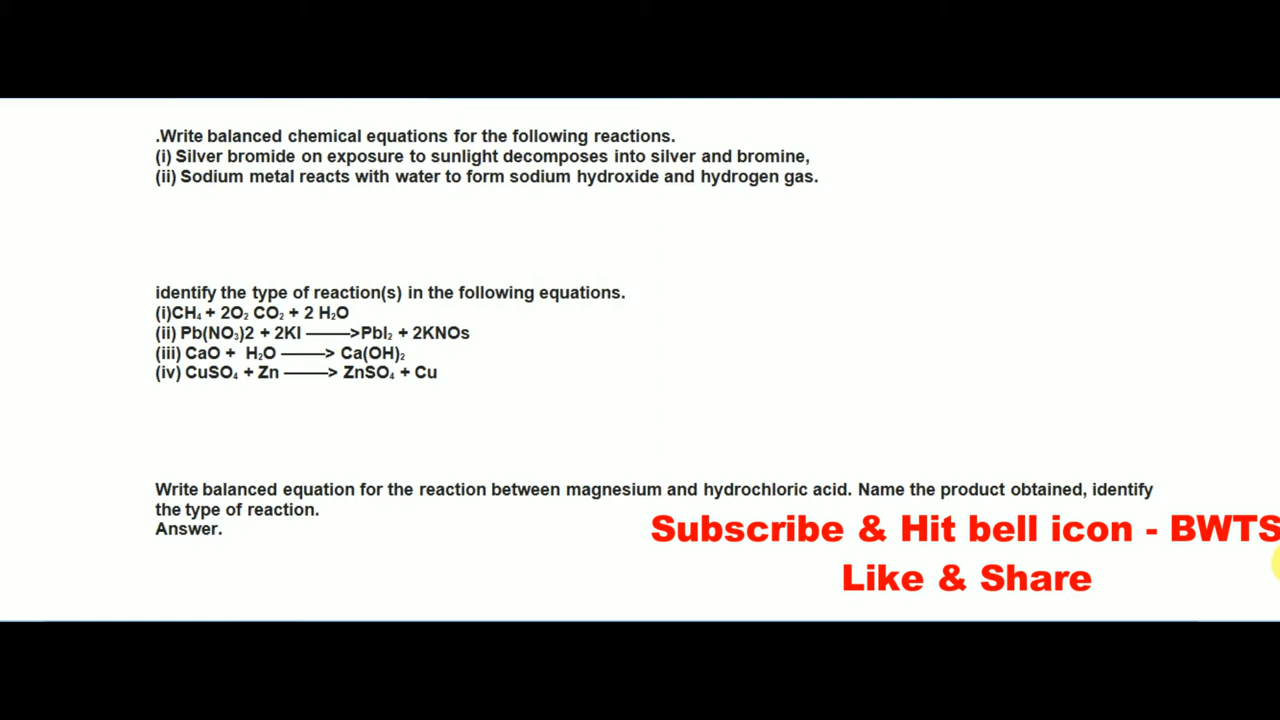 .Write balanced chemical equations for the following reactions.
(i) Silver bromide on exposure to sunlight decomposes into silver and bromine,
(ii) Sodium metal reacts with water to form sodium hydroxide and hydrogen gas.
identify the type of reaction(s) in the following equations.
(i)CH₄ + 2O₂ CO₂ + 2 H₂O
(ii) Pb(NO₃)2 + 2KI ———>PbI₂ + 2KNOs
(iii) CaO + H₂O ———> Ca(OH)₂
(iv) CuSO₄ + Zn ———> ZnSO₄ + Cu
Write balanced equation for the reaction between magnesium and hydrochloric acid. Name the product obtained, identify
the type of reaction.
Answer.
Subscribe & Hit bell icon - BWTS
Like & Share